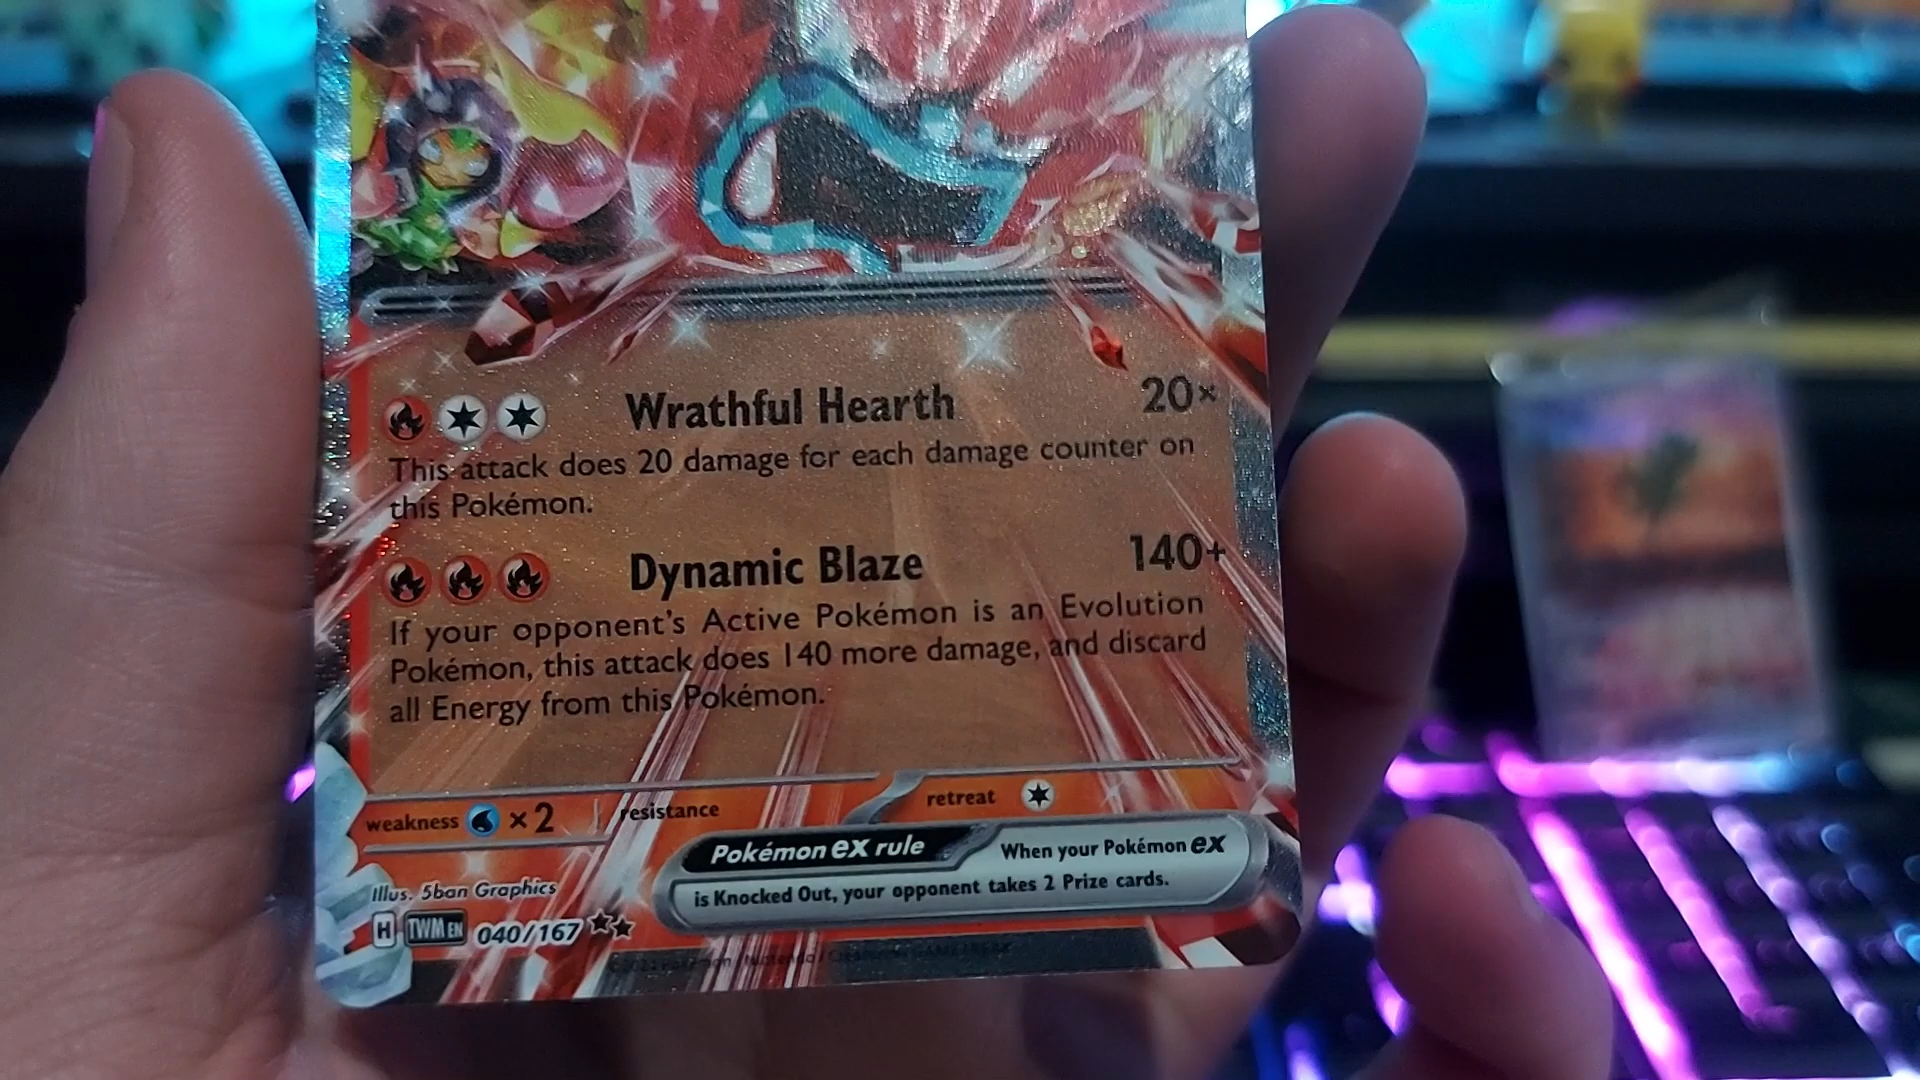 Wrathful Hearth 20×
This attack does 20 damage for each damage counter on
this Pokémon.
Dynamic Blaze 140+
If your opponent's Active Pokémon is an Evolution
Pokémon, this attack does 140 more damage, and discard
all Energy from this Pokémon.
weakness ×2 resistance retreat
Pokémon ex rule When your Pokémon ex
is Knocked Out, your opponent takes 2 Prize cards.
Illus. 5ban Graphics
H TWM EN 040/167